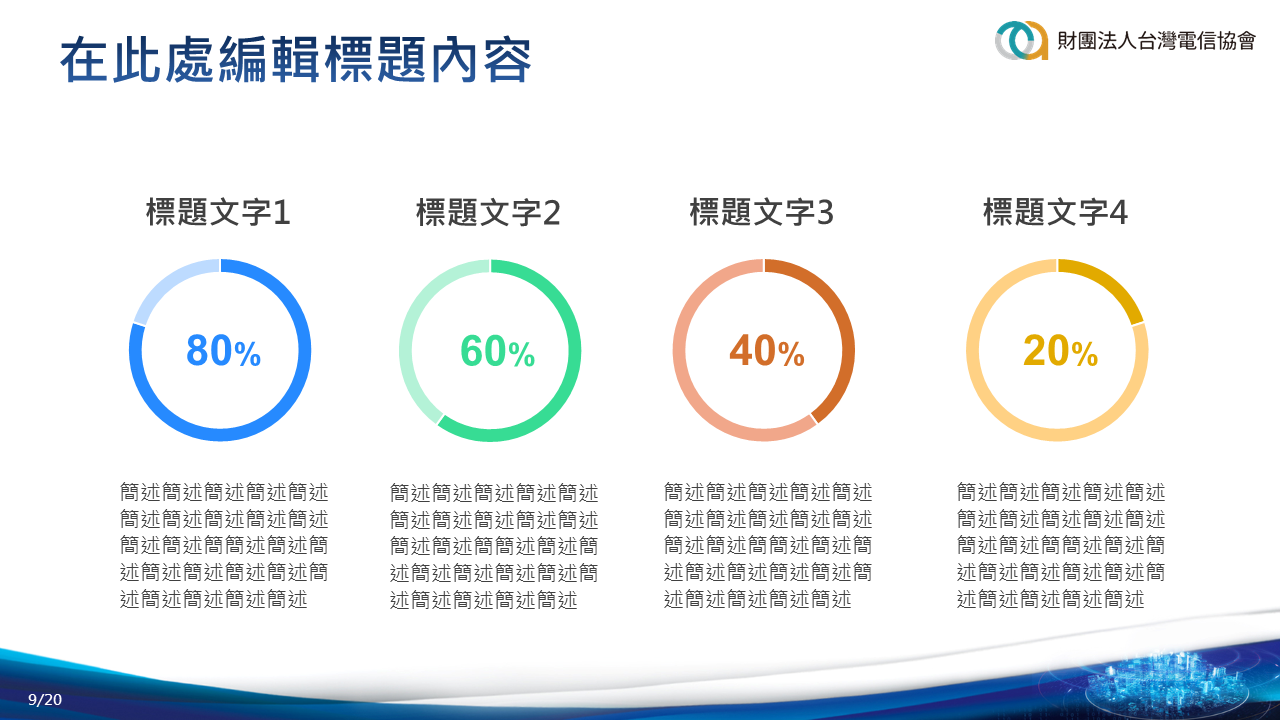 在此處編輯標題內容
財團法人台灣電信協會
標題文字1
標題文字2
標題文字3
標題文字4
80%
60%
40%
20%
簡述簡述簡述簡述簡述
簡述簡述簡述簡述簡述
簡述簡述簡簡述簡述簡
述簡述簡述簡述簡述簡
述簡述簡述簡述簡述
簡述簡述簡述簡述簡述
簡述簡述簡述簡述簡述
簡述簡述簡簡述簡述簡
述簡述簡述簡述簡述簡
述簡述簡述簡述簡述
簡述簡述簡述簡述簡述
簡述簡述簡述簡述簡述
簡述簡述簡簡述簡述簡
述簡述簡述簡述簡述簡
述簡述簡述簡述簡述
簡述簡述簡述簡述簡述
簡述簡述簡述簡述簡述
簡述簡述簡簡述簡述簡
述簡述簡述簡述簡述簡
述簡述簡述簡述簡述
9/20